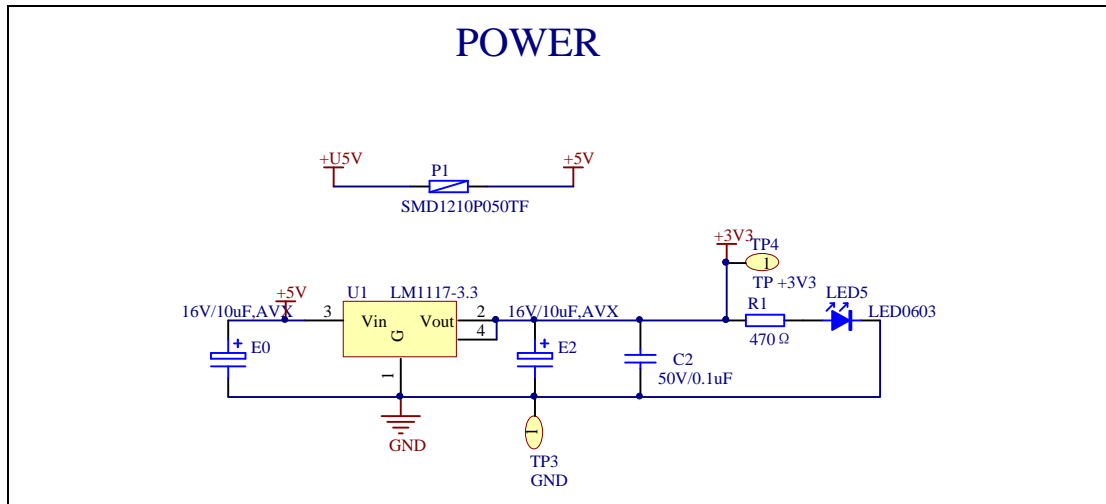 POWER
+U5V
P1
+5V
SMD1210P050TF
+3V3
TP4
1
TP +3V3
+5V
U1
LM1117-3.3
16V/10uF,AVX
3
Vin
Vout
G
2
4
1
16V/10uF,AVX
R1
470Ω
LED5
LED0603
+
E0
+
E2
C2
50V/0.1uF
GND
1
TP3
GND